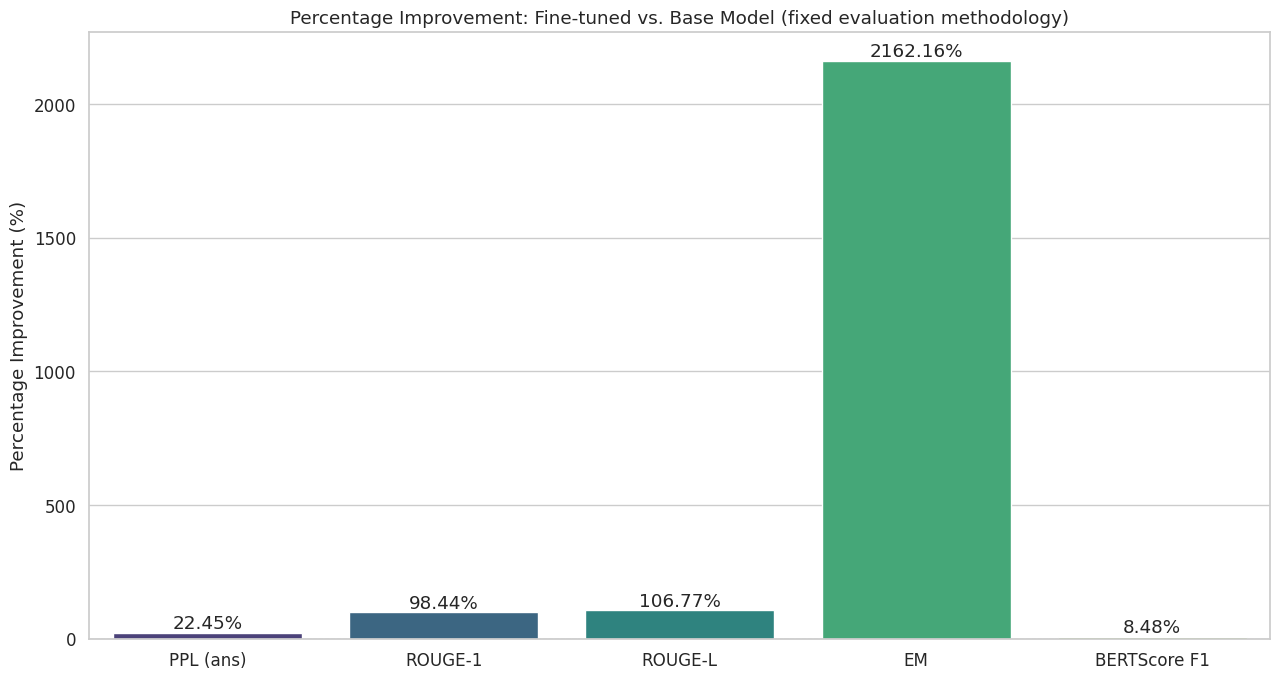 Percentage Improvement: Fine-tuned vs. Base Model (fixed evaluation methodology)
Percentage Improvement (%)
2000
1500
1000
500
0
22.45%
98.44%
106.77%
2162.16%
8.48%
PPL (ans)
ROUGE-1
ROUGE-L
EM
BERTScore F1